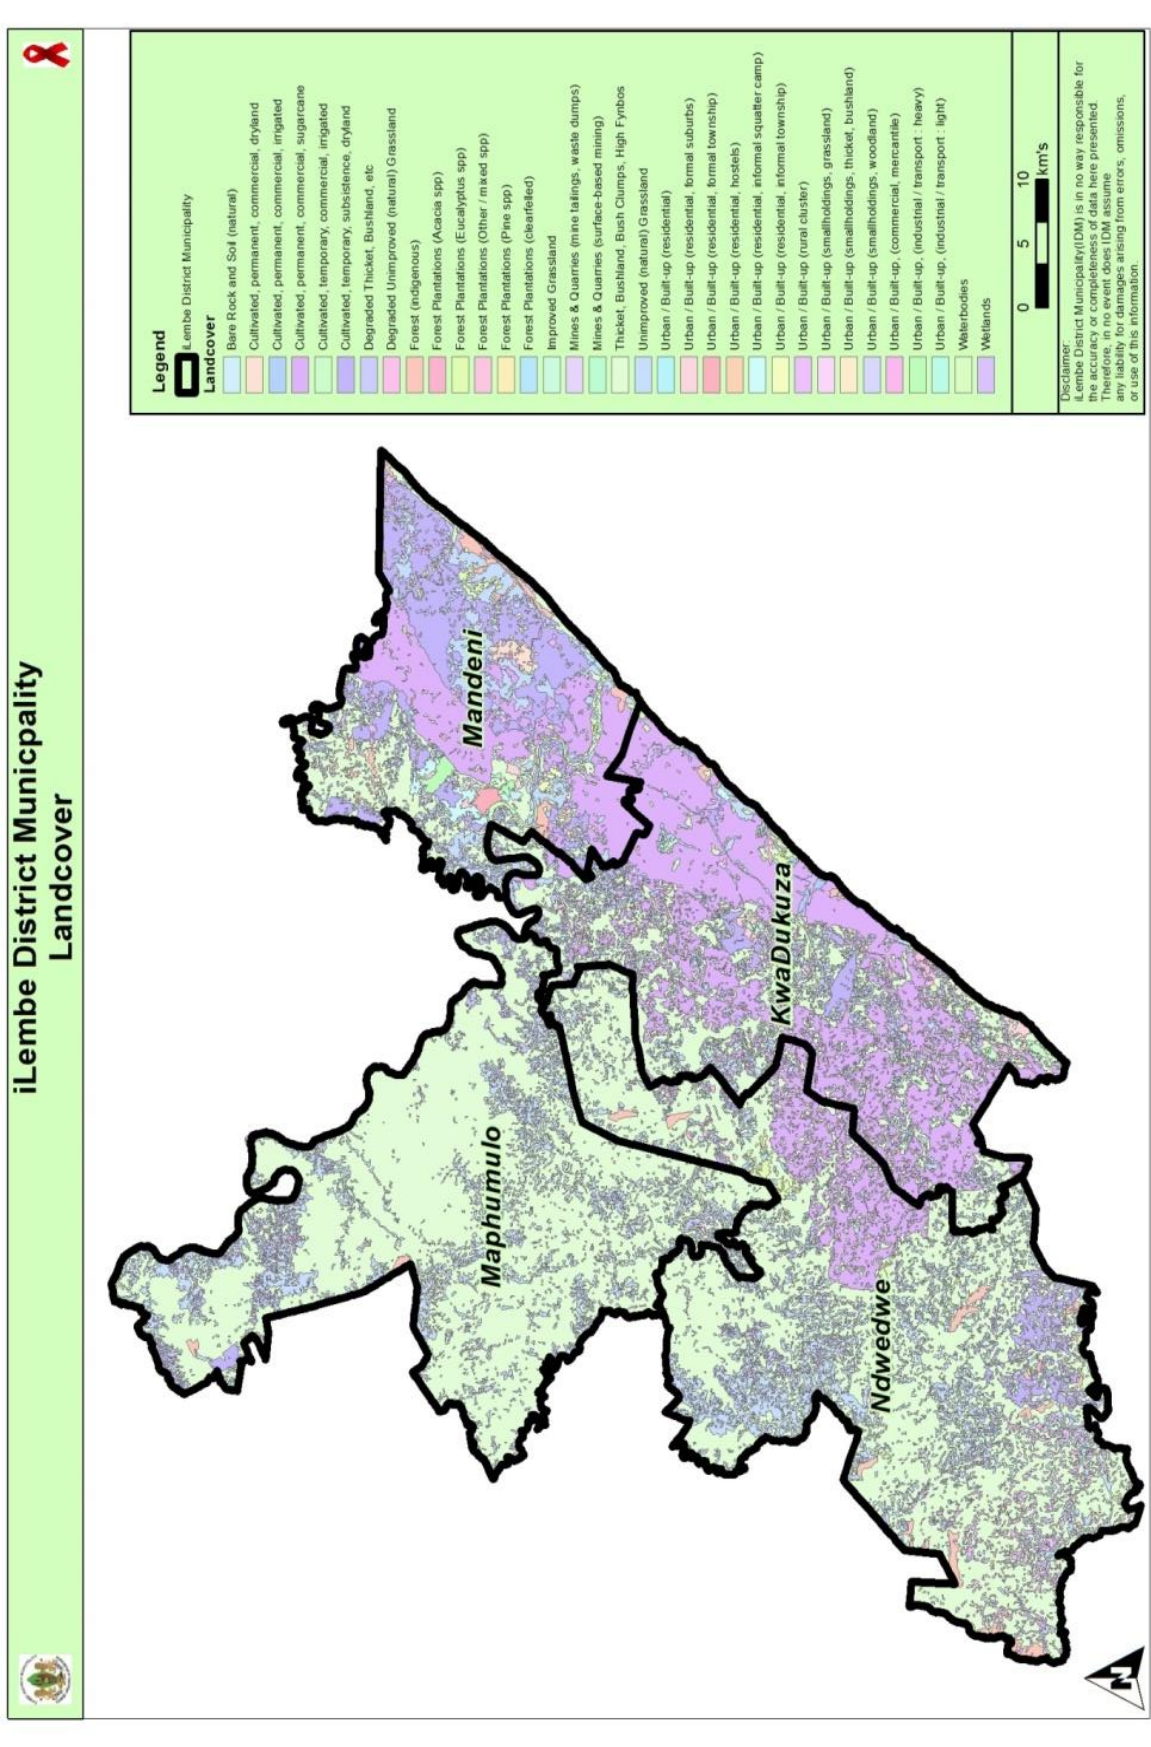 iLembe District Municpality
Landcover
Maphumulo
Mandeni
KwaDukuza
Ndwedwe
N
Legend
iLembe District Municipality
Landcover
Bare Rock and Soil (natural)
Cultivated, permanent, commercial, dryland
Cultivated, permanent, commercial, irrigated
Cultivated, permanent, commercial, sugarcane
Cultivated, temporary, commercial, irrigated
Cultivated, temporary, subsistence, dryland
Degraded Thicket, Bushland, etc
Degraded Unimproved (natural) Grassland
Forest (indigenous)
Forest Plantations (Acacia spp)
Forest Plantations (Eucalyptus spp)
Forest Plantations (Other / mixed spp)
Forest Plantations (Pine spp)
Forest Plantations (clearfelled)
Improved Grassland
Mines & Quarries (mine tailings, waste dumps)
Mines & Quarries (surface-based mining)
Thicket, Bushland, Bush Clumps, High Fynbos
Unimproved (natural) Grassland
Urban / Built-up (residential)
Urban / Built-up (residential, formal suburbs)
Urban / Built-up (residential, formal township)
Urban / Built-up (residential, hostels)
Urban / Built-up (residential, informal squatter camp)
Urban / Built-up (residential, informal township)
Urban / Built-up (rural cluster)
Urban / Built-up (smallholdings, grassland)
Urban / Built-up (smallholdings, thicket, bushland)
Urban / Built-up (smallholdings, woodland)
Urban / Built-up, (commercial, mercantile)
Urban / Built-up, (industrial / transport : heavy)
Urban / Built-up, (industrial / transport : light)
Waterbodies
Wetlands
0 5 10
km's
Disclaimer:
iLembe District Municipality(IDM) is in no way responsible for
the accuracy or completeness of data here presented.
Therefore, in no event does IDM assume
any liability for damages arising from errors, omissions,
or use of this information.